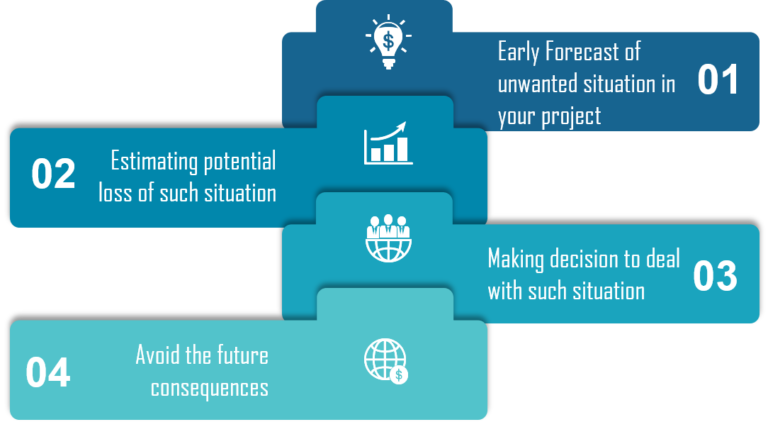 Early Forecast of
unwanted situation in
your project
01
02
Estimating potential
loss of such situation
Making decision to deal
with such situation
03
04
Avoid the future
consequences
$
$